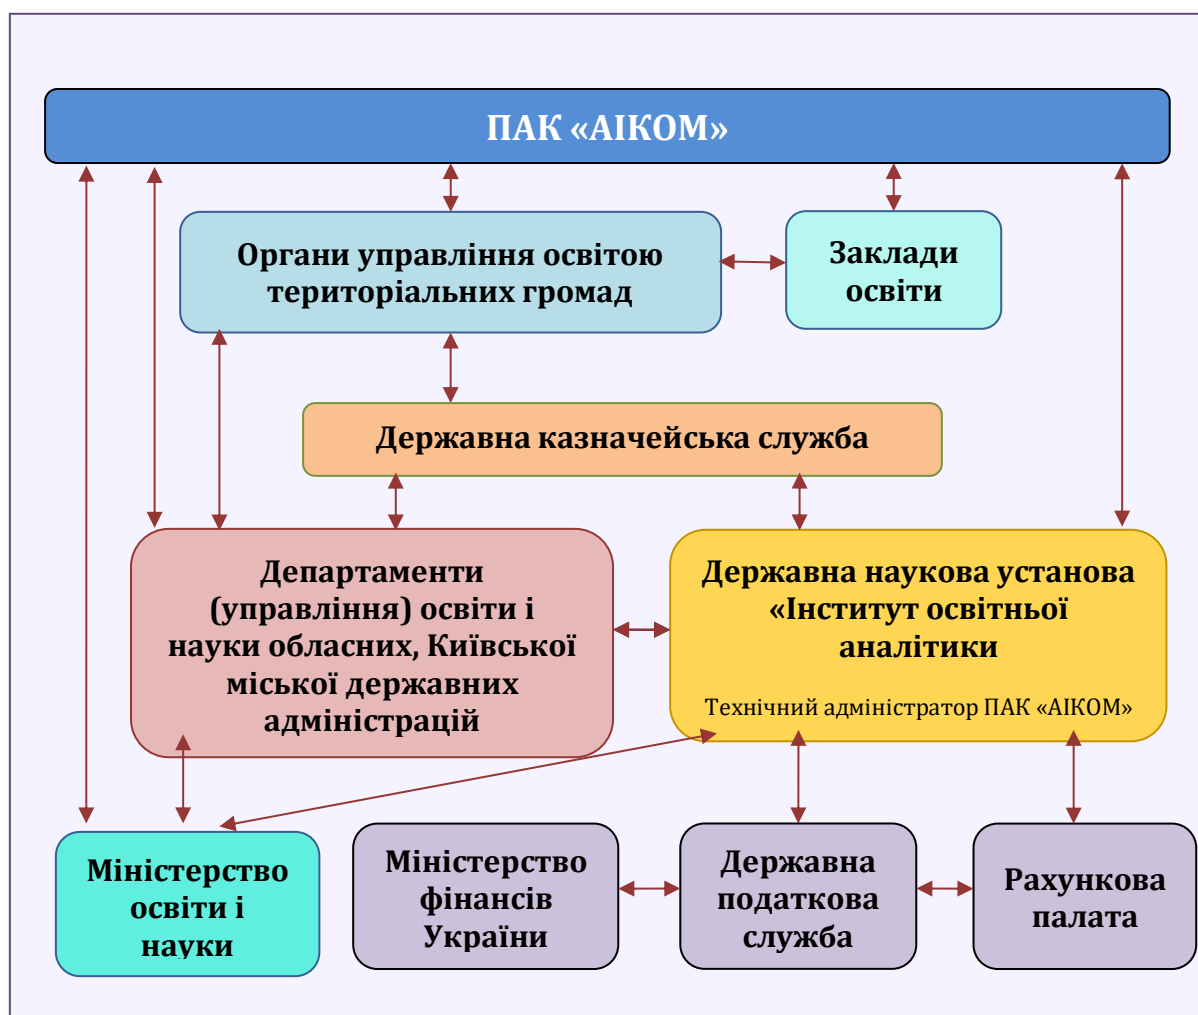 ПАК «АІКОМ»
Органи управління освітою
територіальних громад
Заклади
освіти
Державна казначейська служба
Департаменти
(управління) освіти і
науки обласних, Київської
міської державних
адміністрацій
Державна наукова установа
«Інститут освітньої
аналітики
Технічний адміністратор ПАК «АІКОМ»
Міністерство
освіти і
науки
Міністерство
фінансів
України
Державна
податкова
служба
Рахункова
палата